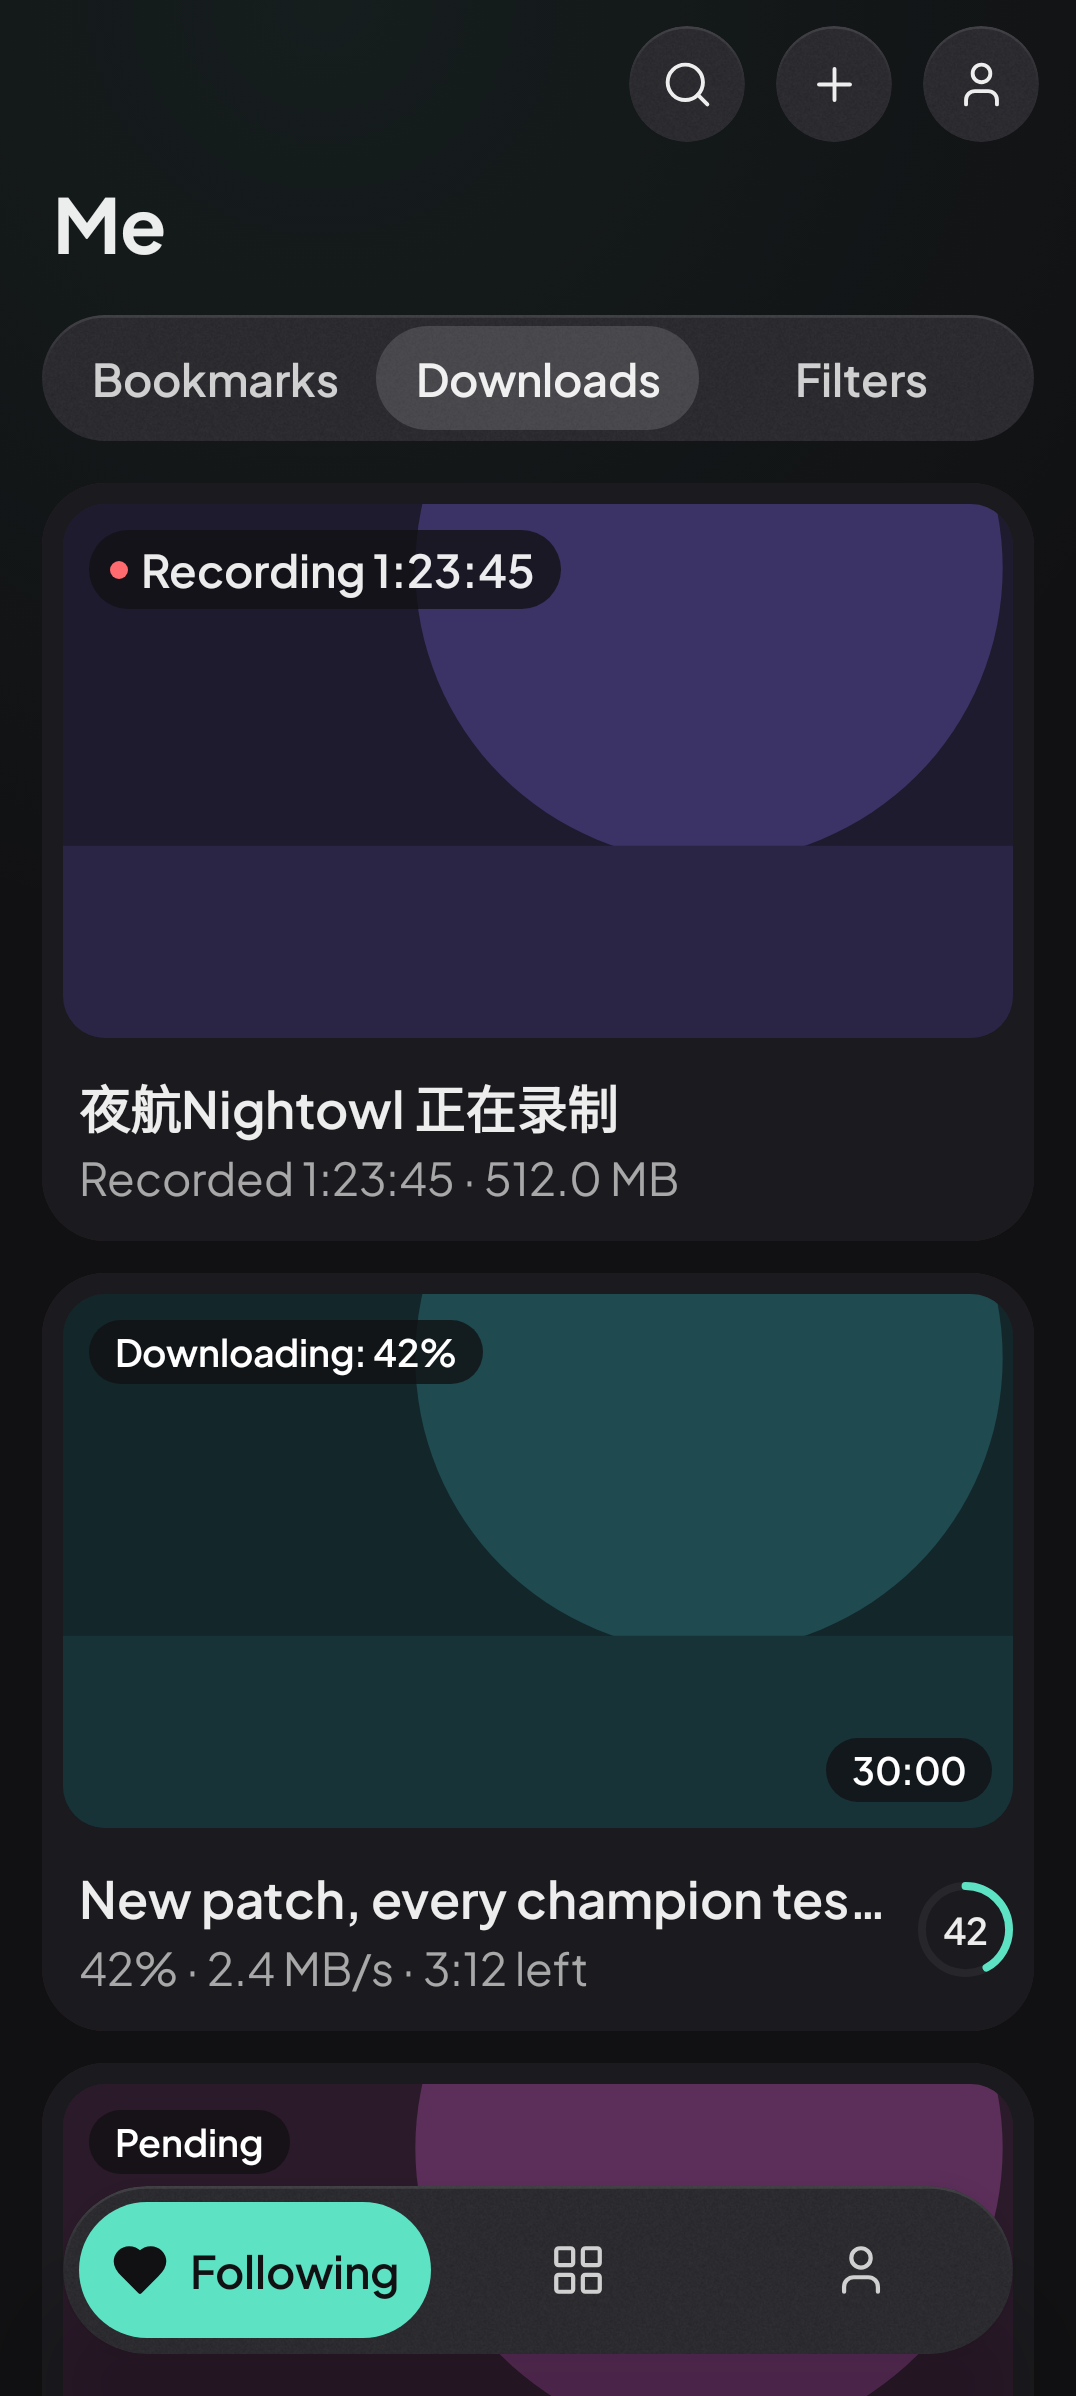 Me
Bookmarks
Downloads
Filters
Recording 1:23:45
夜航Nightowl 正在录制
Recorded 1:23:45 · 512.0 MB
Downloading: 42%
30:00
New patch, every champion tes…
42% · 2.4 MB/s · 3:12 left
42
Pending
Following